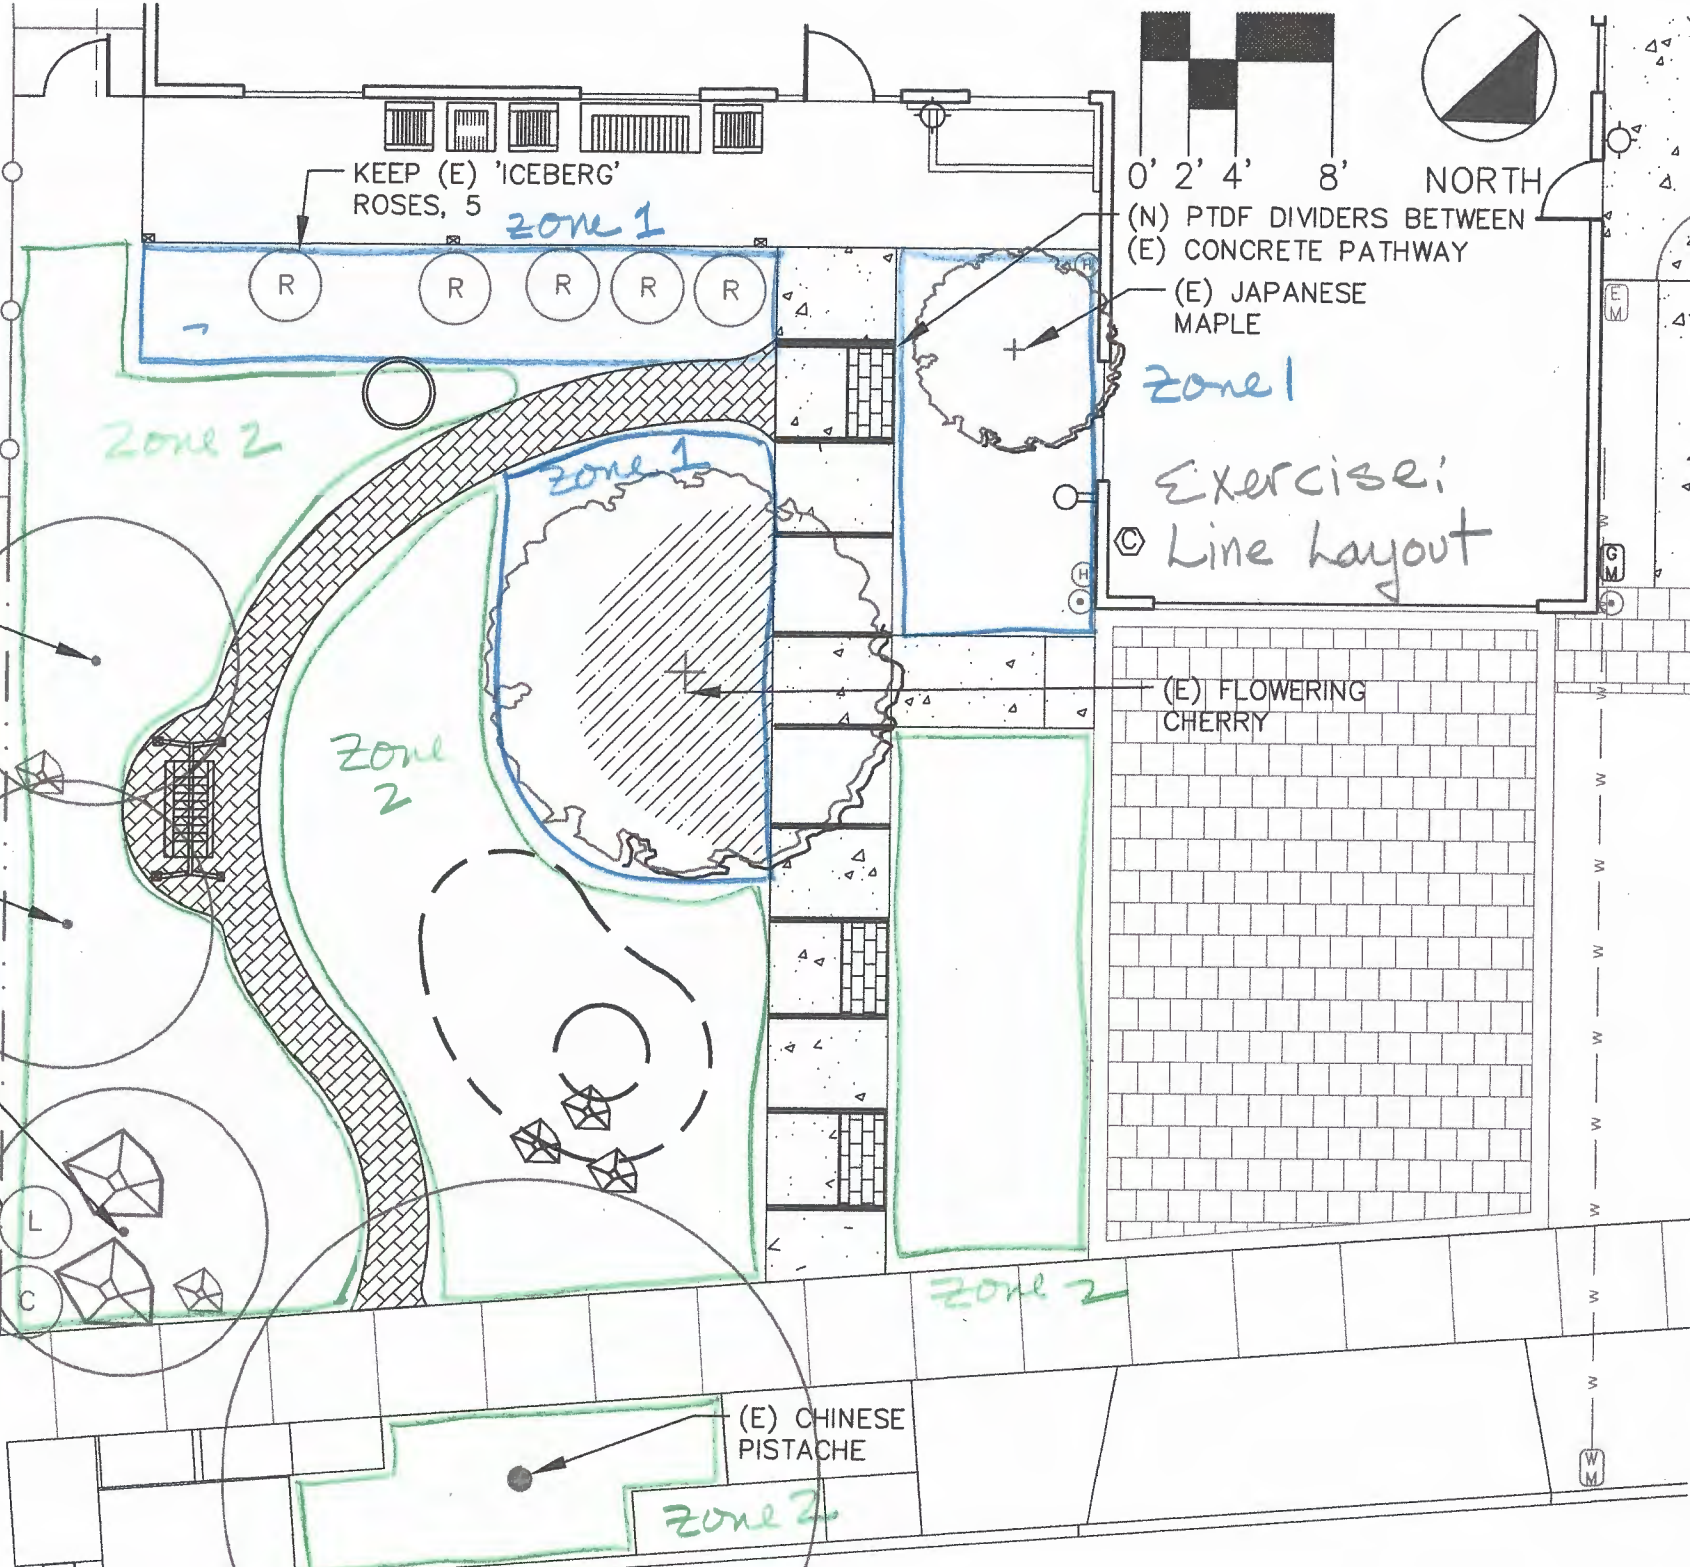 KEEP (E) 'ICEBERG'
ROSES, 5
zone 1
0' 2' 4' 8'
NORTH
(N) PTDF DIVIDERS BETWEEN
(E) CONCRETE PATHWAY
(E) JAPANESE
MAPLE
H
E
M
R R R R R
zone 1
zone 2
zone 1
Exercise:
Line Layout
C
G
M
H
W
(E) FLOWERING
CHERRY
W
zone
2
W
W
W
W
W
W
L
C
zone 2
W
W
(E) CHINESE
PISTACHE
W
M
zone 2